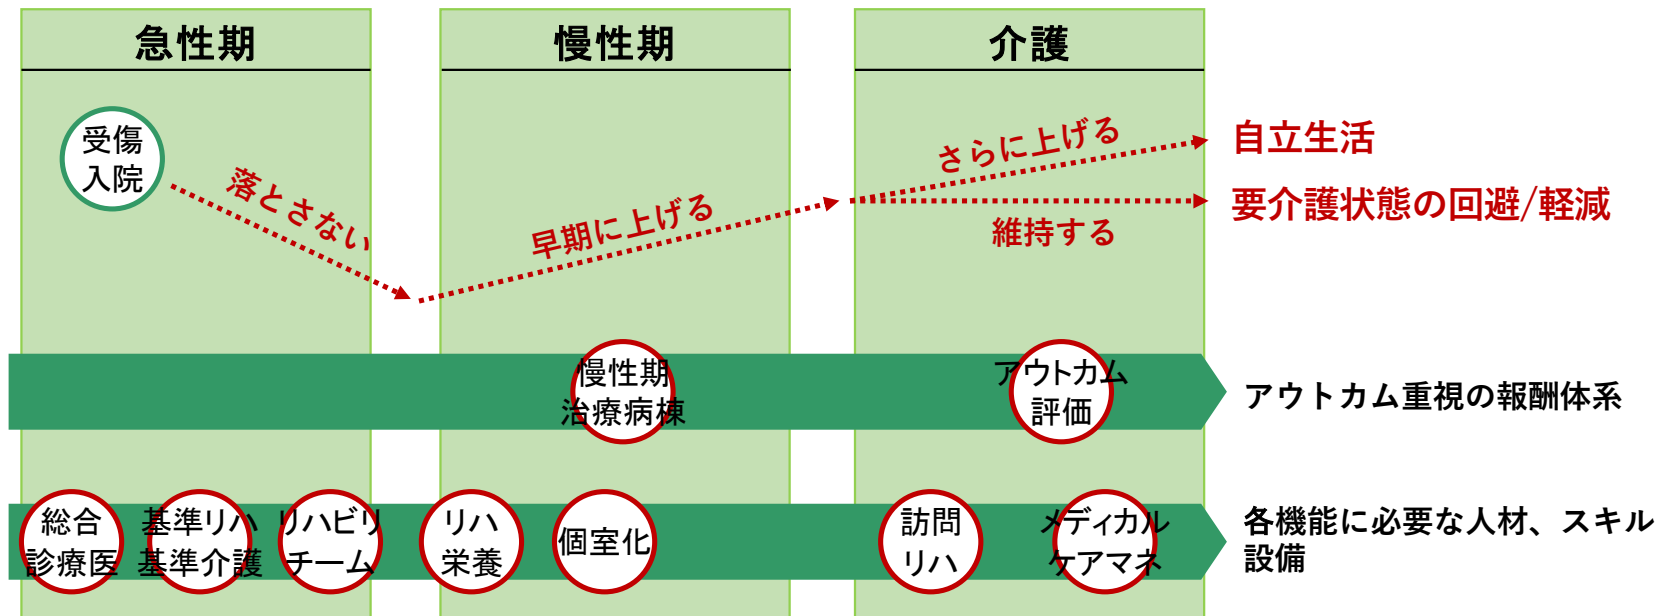 急性期
慢性期
介護
受傷
入院
落とさない
早期に上げる
さらに上げる
維持する
自立生活
要介護状態の回避/軽減
慢性期
治療病棟
アウトカム
評価
アウトカム重視の報酬体系
総合
診療医
基準リハ
基準介護
リハビリ
チーム
リハ
栄養
個室化
訪問
リハ
メディカル
ケアマネ
各機能に必要な人材、スキル
設備